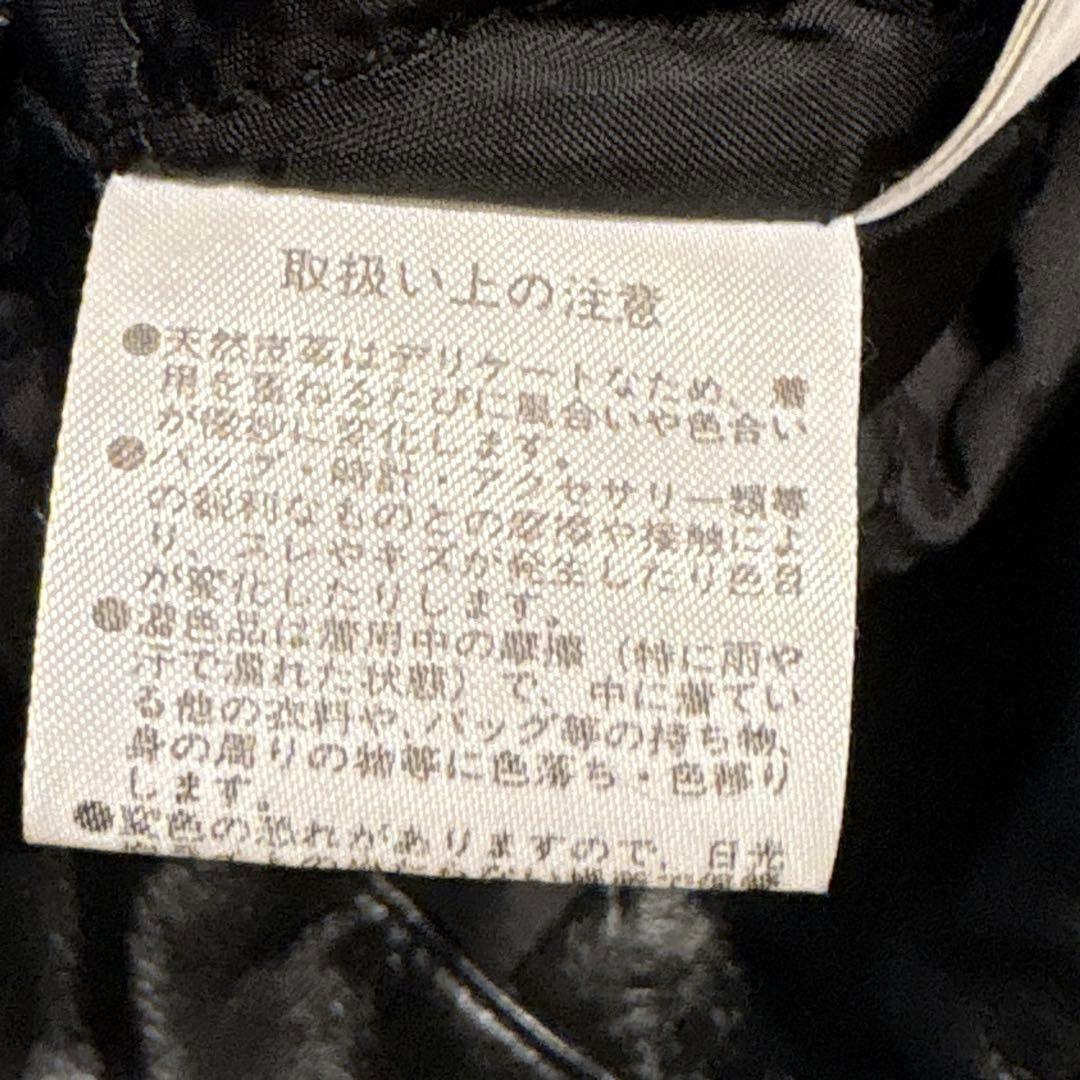 取扱い上の注意
●天然皮革はデリケートなため、着
用を重ねるたびに風合いや色合い
が微妙に変化します。
●バッグ・時計・アクセサリー類等
の鋭利なものとの摩擦や接触によ
り、スレやキズが発生したり色目
が変化したりします。
●濃色品は着用中の摩擦（特に雨や
汗で濡れた状態）で、中に着てい
る他の衣料や、バッグ等の持ち物、
身の周りの物等に色落ち・色移り
します。
●変色の恐れがありますので、日光